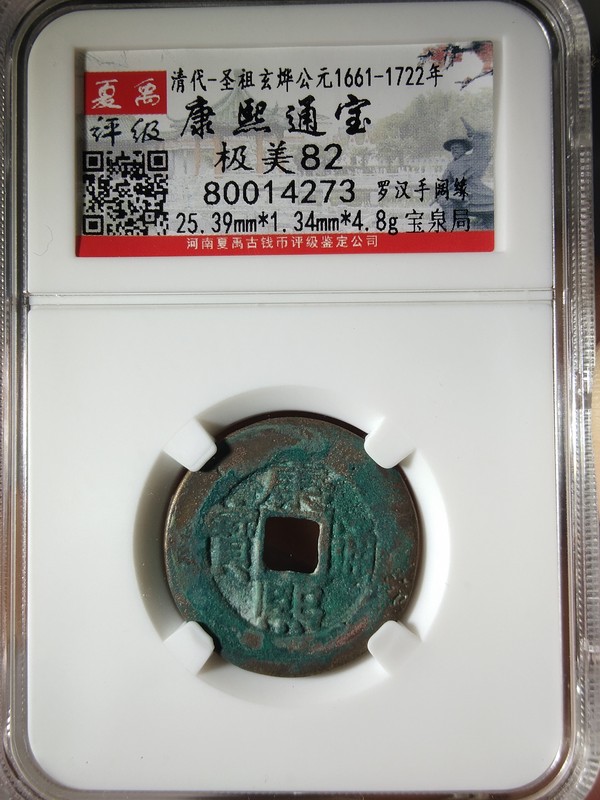 夏禹
评级
清代-圣祖玄烨公元1661-1722年
康熙通宝
极美82
80014273 罗汉手阔缘
25.39mm*1.34mm*4.8g 宝泉局
河南夏禹古钱币评级鉴定公司
康熙通寶